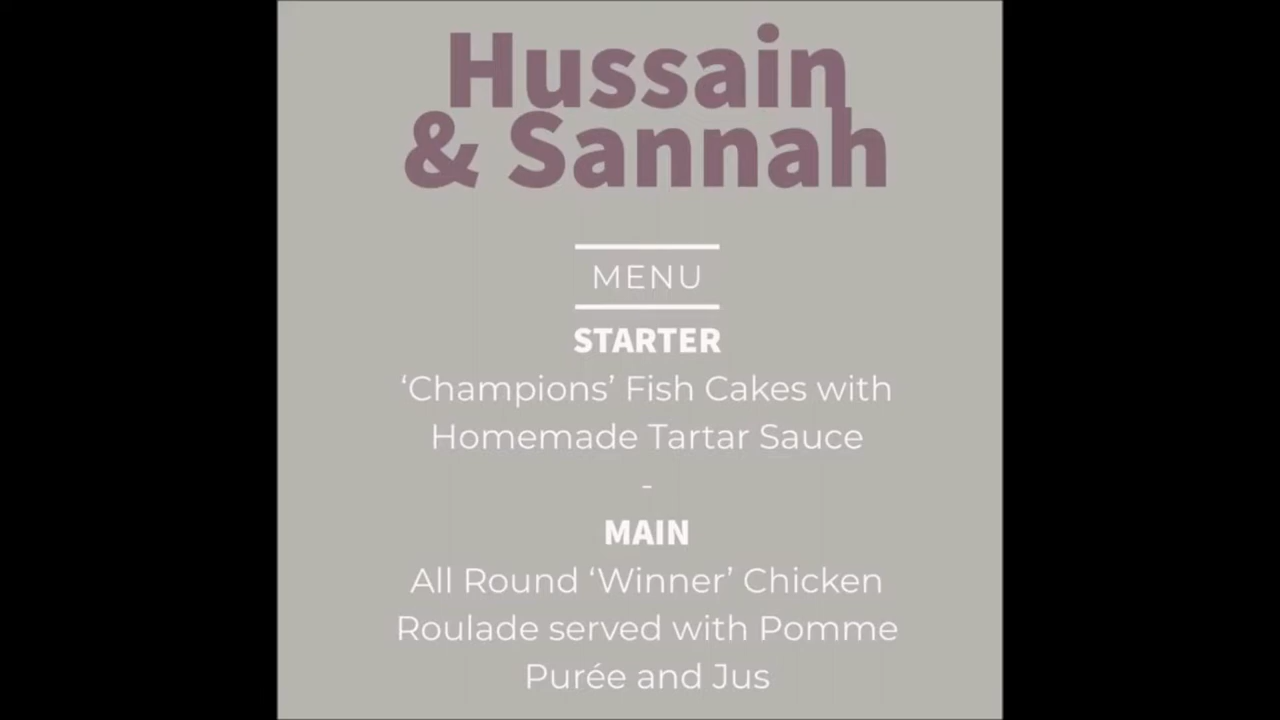 Hussain
& Sannah
MENU
STARTER
‘Champions’ Fish Cakes with
Homemade Tartar Sauce
-
MAIN
All Round ‘Winner’ Chicken
Roulade served with Pomme
Purée and Jus